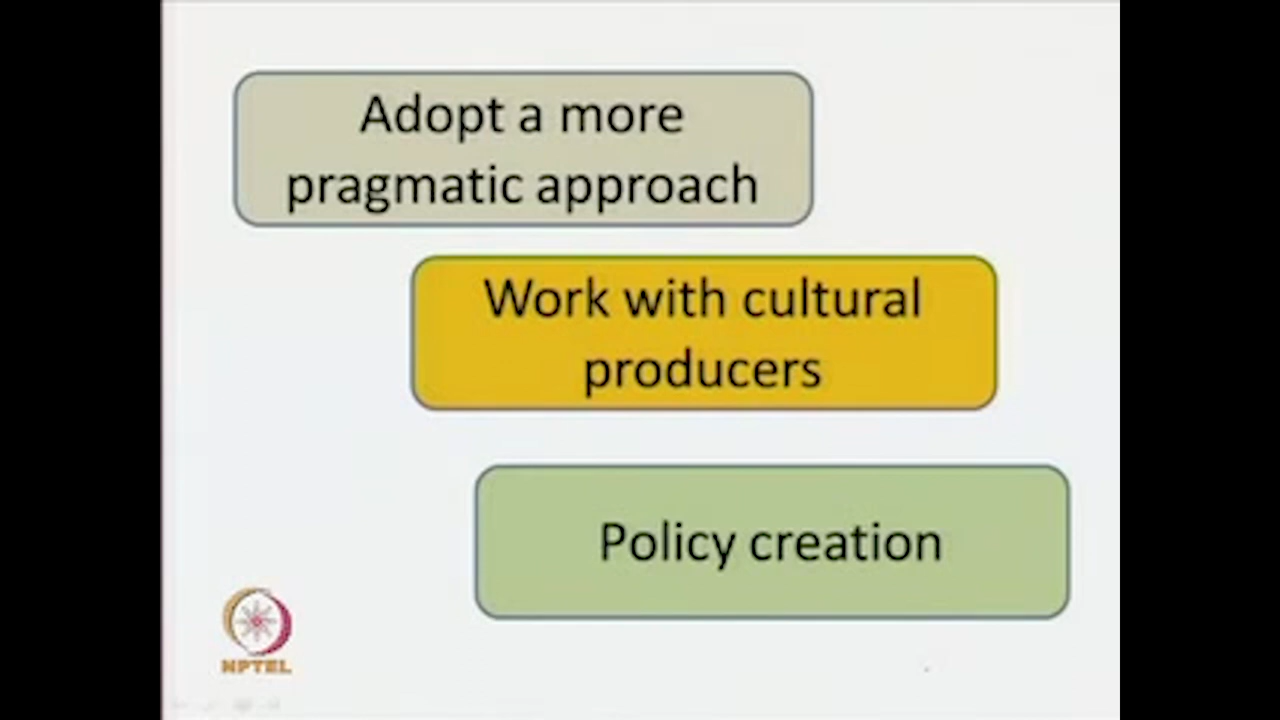 Adopt a more
pragmatic approach
Work with cultural
producers
Policy creation
NPTEL